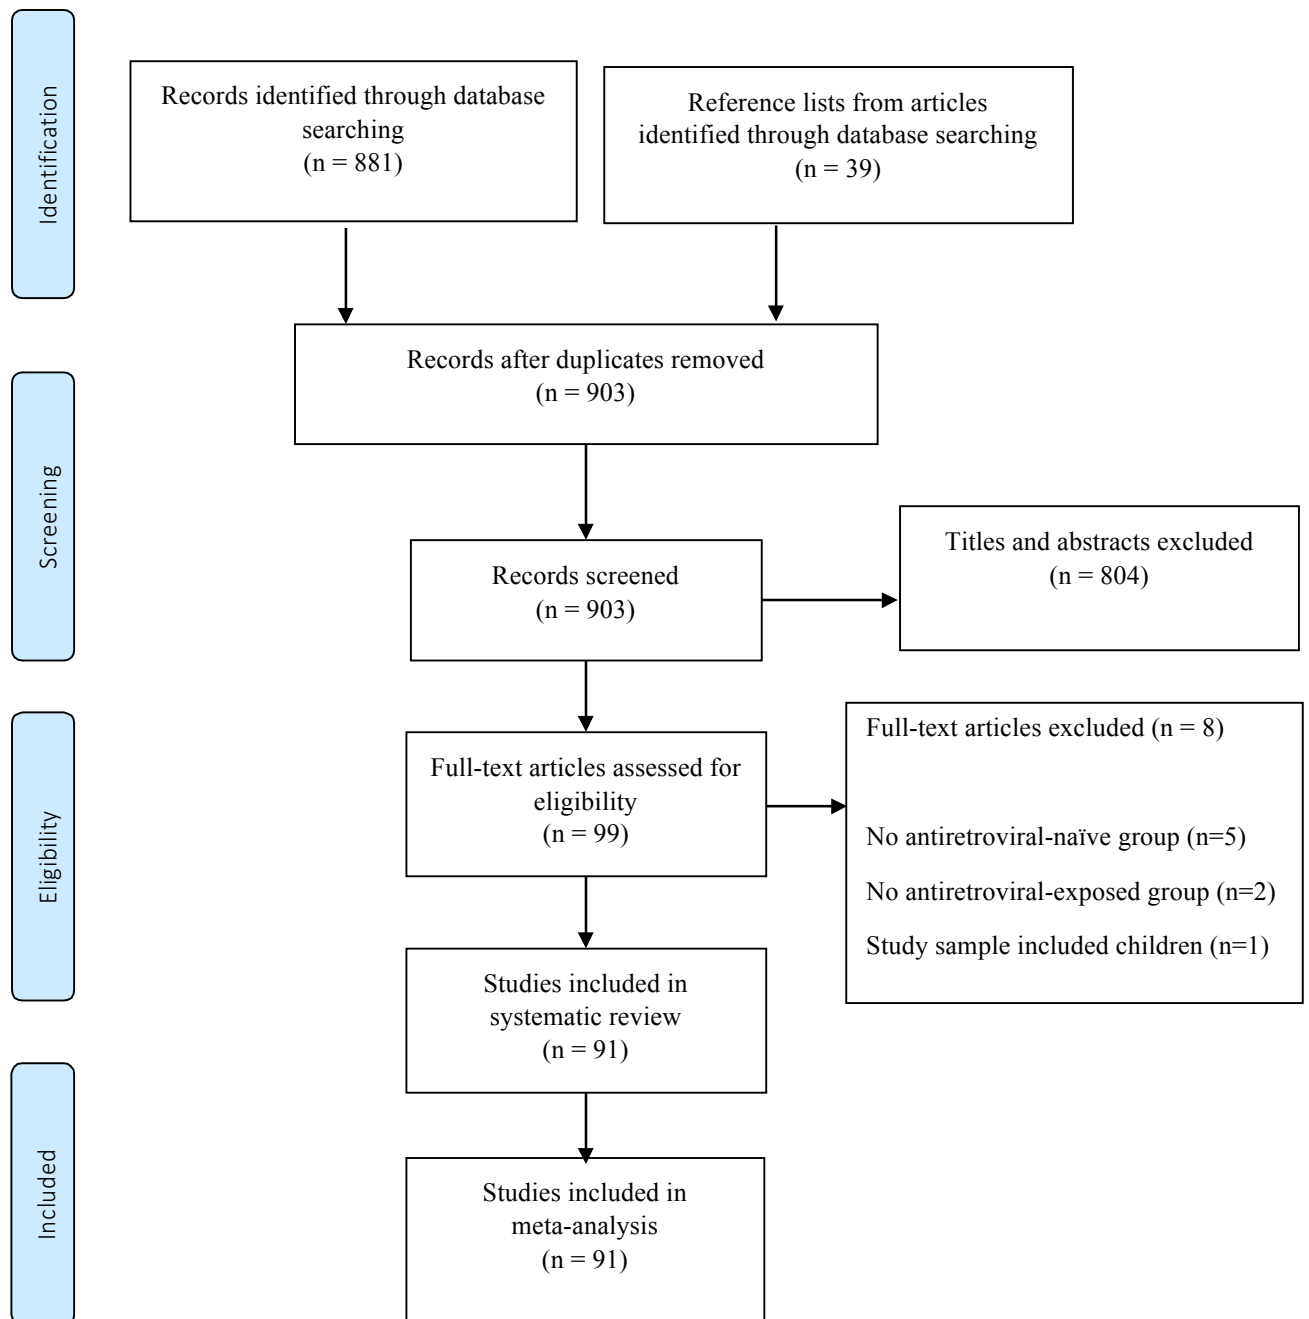 Identification
Records identified through database
searching
(n = 881)
Reference lists from articles
identified through database searching
(n = 39)
Records after duplicates removed
(n = 903)
Screening
Records screened
(n = 903)
Titles and abstracts excluded
(n = 804)
Eligibility
Full-text articles assessed for
eligibility
(n = 99)
Full-text articles excluded (n = 8)
No antiretroviral-naïve group (n=5)
No antiretroviral-exposed group (n=2)
Study sample included children (n=1)
Studies included in
systematic review
(n = 91)
Included
Studies included in
meta-analysis
(n = 91)